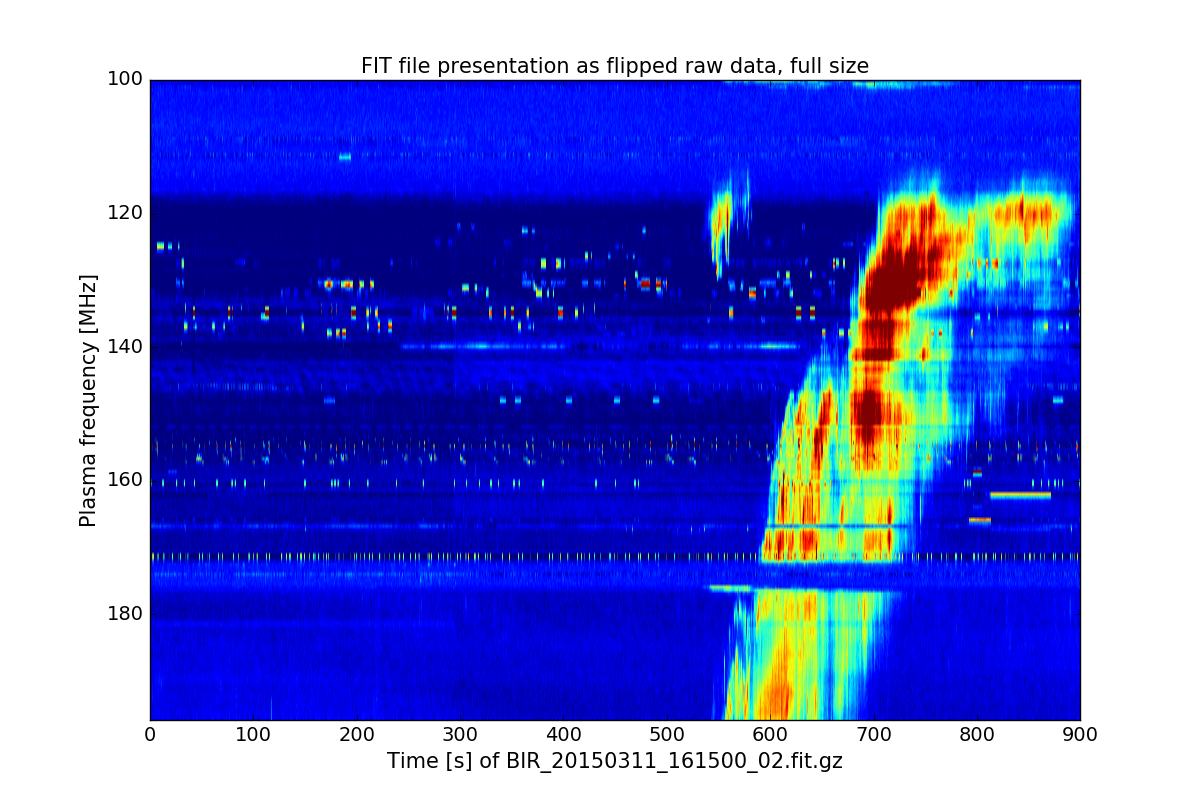 FIT file presentation as flipped raw data, full size
100
120
140
160
180
Plasma frequency [MHz]
0 100 200 300 400 500 600 700 800 900
Time [s] of BIR_20150311_161500_02.fit.gz